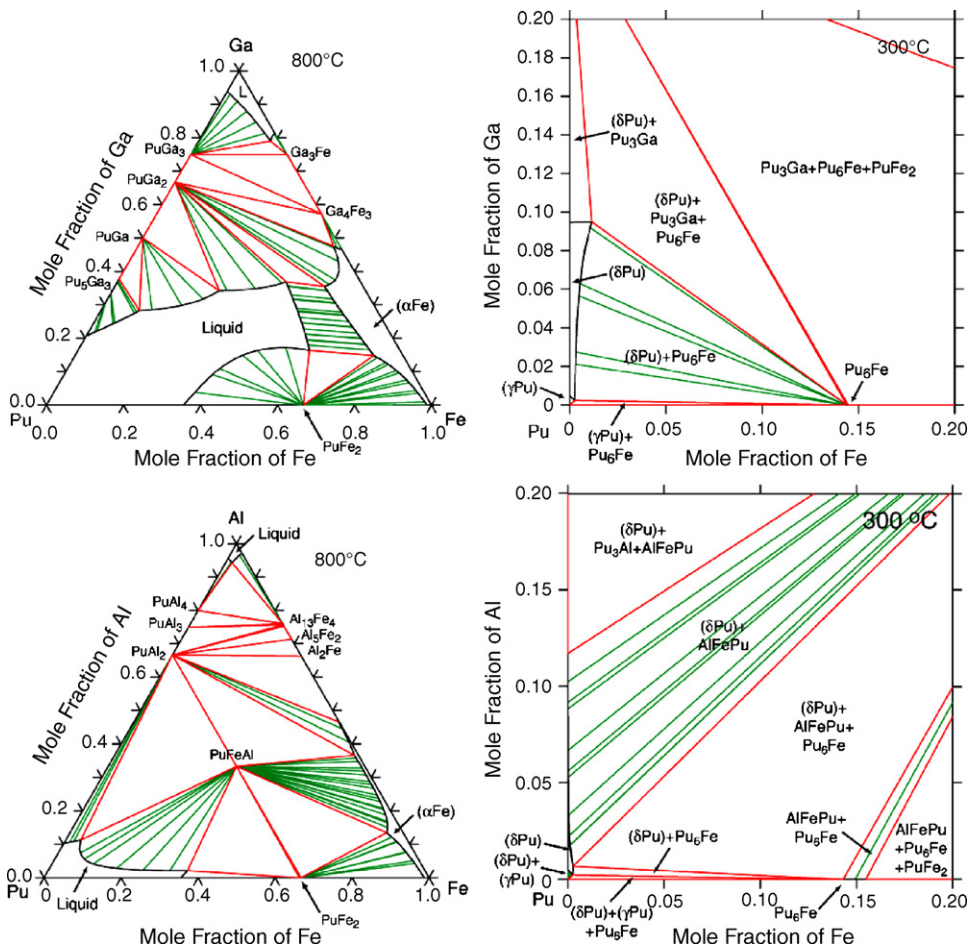 Ga
800°C
1.0
L
0.8
PuGa3
Ga3Fe
PuGa2
0.6
Ga4Fe3
PuGa
0.4
Pu5Ga3
(αFe)
Liquid
0.2
0.0
Pu
Fe
0.0
0.2
0.4
0.6
0.8
1.0
PuFe2
Mole Fraction of Ga
Mole Fraction of Fe
0.20
300°C
0.18
0.16
(δPu)+
Pu3Ga
0.14
0.12
Pu3Ga+Pu6Fe+PuFe2
(δPu)+
Pu3Ga+
Pu6Fe
0.10
0.08
(δPu)
0.06
0.04
(δPu)+Pu6Fe
Pu6Fe
0.02
(γPu)
0
Pu
0
0.05
0.10
0.15
0.20
(γPu)+
Pu6Fe
Mole Fraction of Ga
Mole Fraction of Fe
Al
Liquid
1.0
800°C
PuAl4
Al13Fe4
PuAl3
Al5Fe2
PuAl2
Al2Fe
0.6
0.4
PuFeAl
0.2
(αFe)
0.0
Pu
Fe
0.0
0.2
0.4
0.6
0.8
1.0
Liquid
PuFe2
Mole Fraction of Al
Mole Fraction of Fe
0.20
300 °C
(δPu)+
Pu3Al+AlFePu
0.15
(δPu)+
AlFePu
0.10
(δPu)+
AlFePu+
Pu6Fe
0.05
AlFePu+
Pu6Fe
AlFePu
+Pu6Fe
+PuFe2
(δPu)
(δPu)+Pu6Fe
(δPu)+
(γPu)
0
Pu
0
0.05
0.10
0.15
0.20
(δPu)+(γPu)
+Pu6Fe
Pu6Fe
Mole Fraction of Al
Mole Fraction of Fe